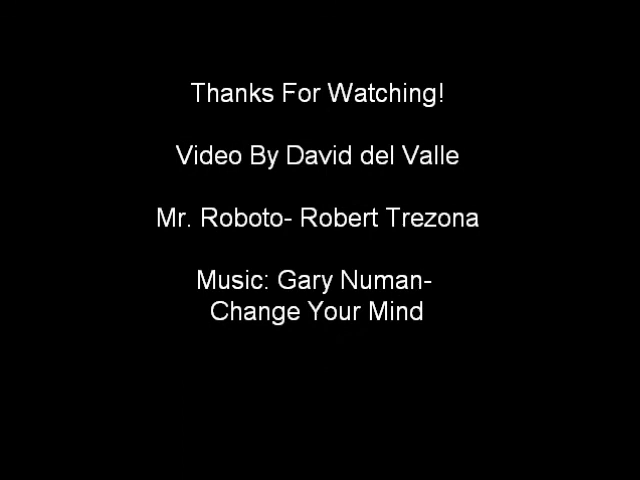 Thanks For Watching!
Video By David del Valle
Mr. Roboto- Robert Trezona
Music: Gary Numan-
Change Your Mind